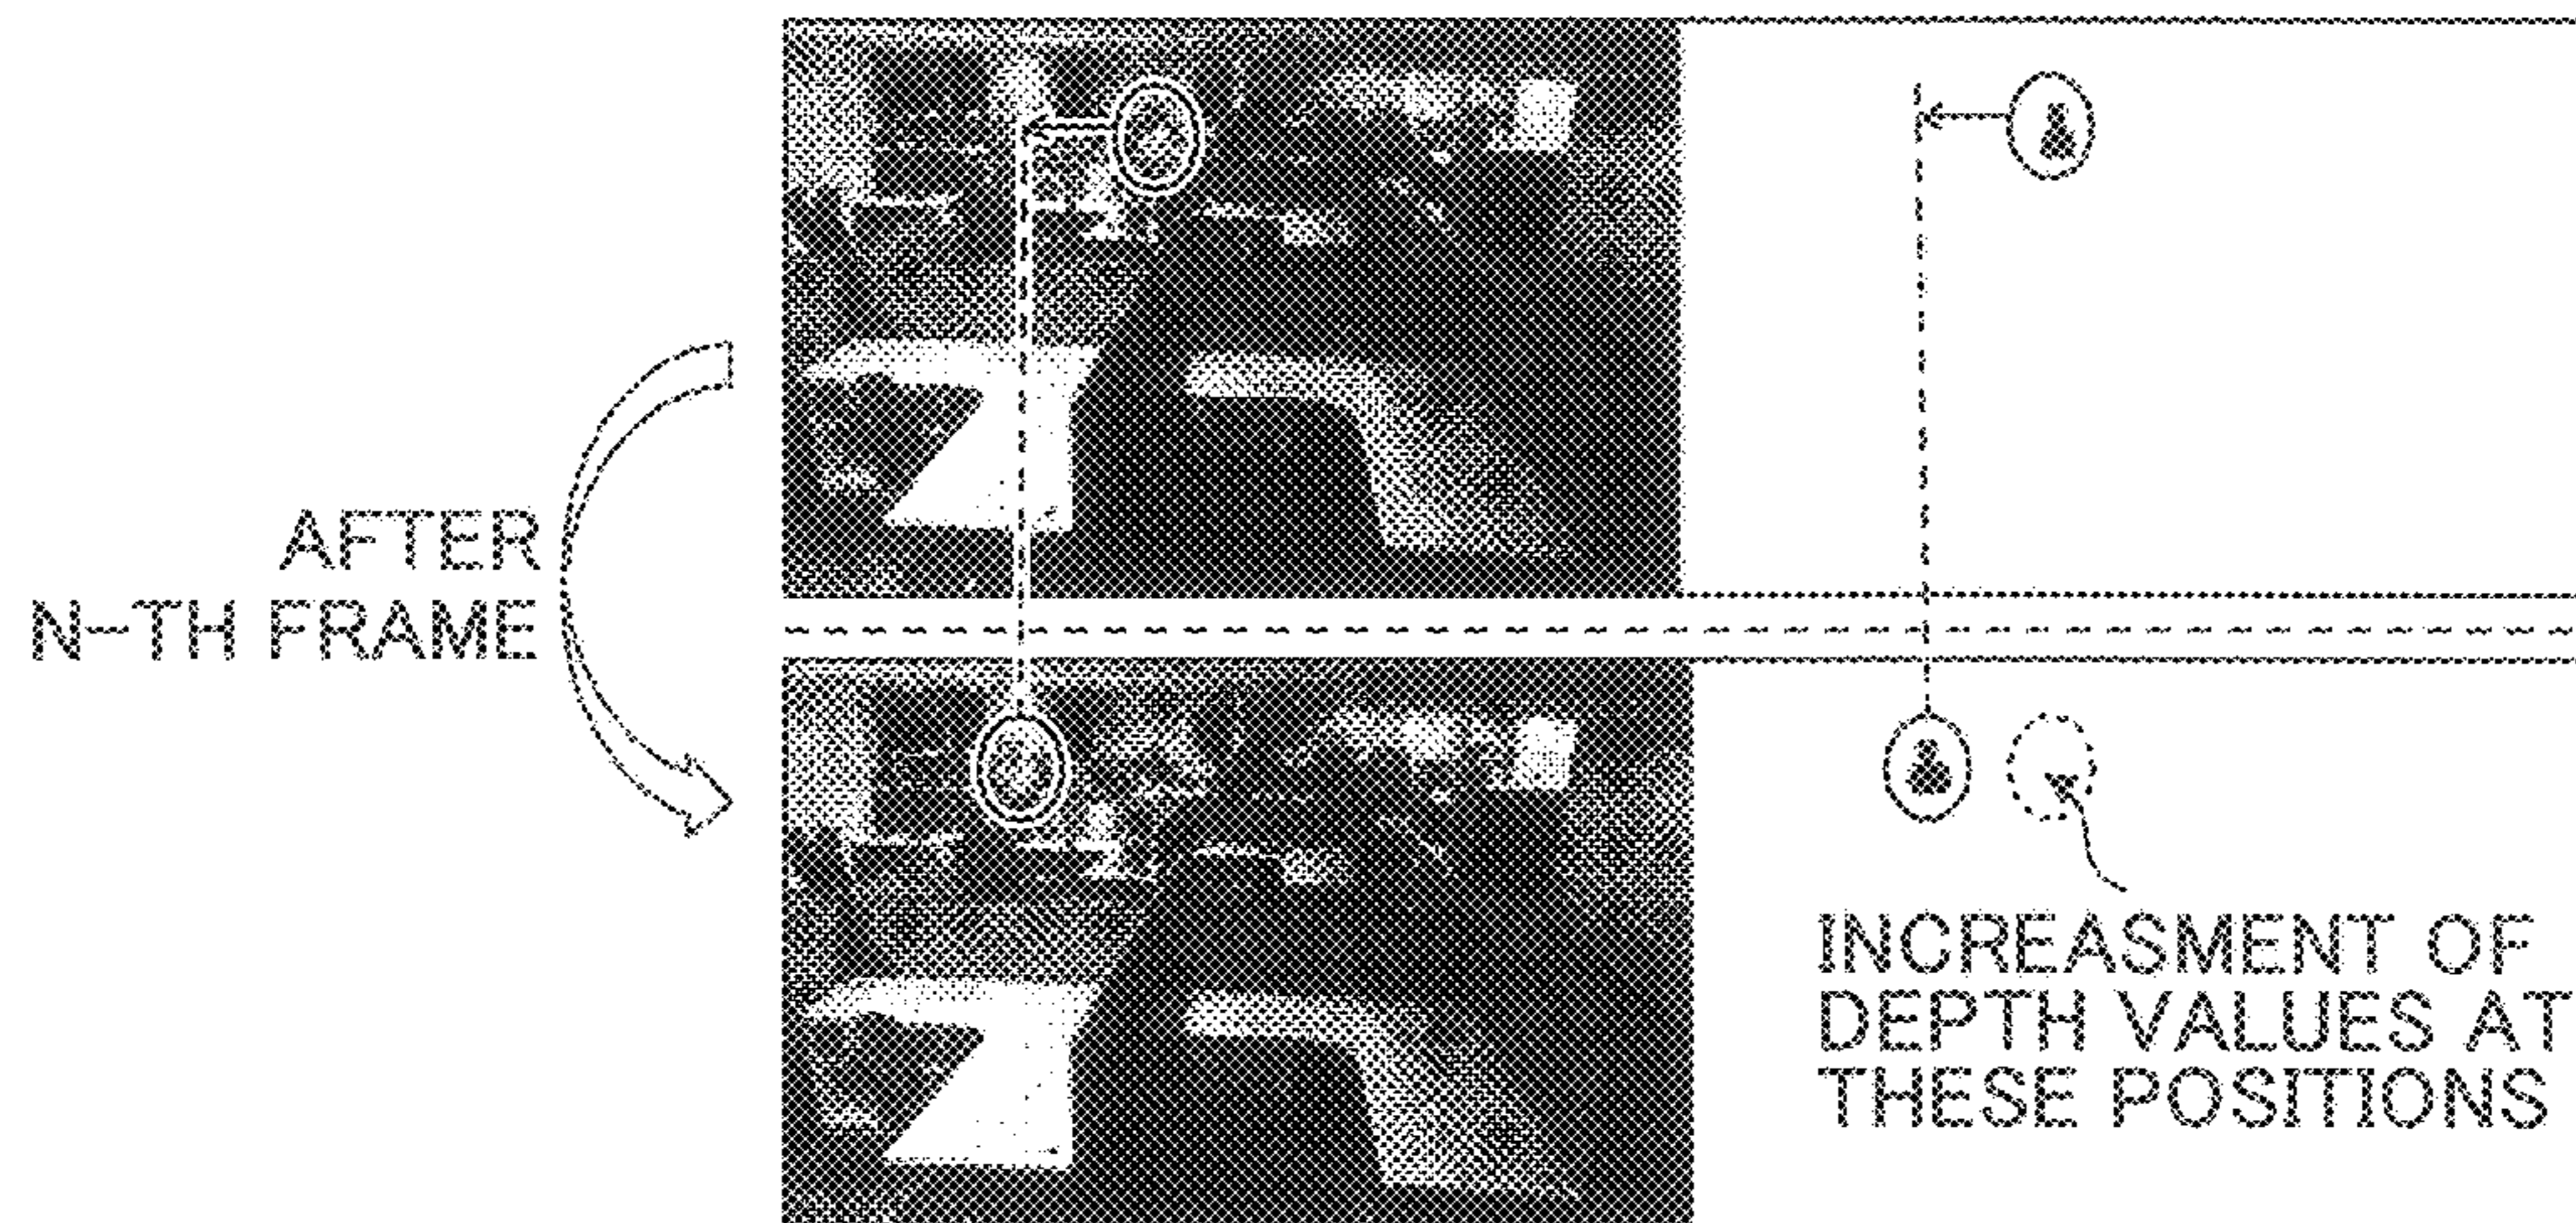 AFTER
N-TH FRAME
INCREASMENT OF
DEPTH VALUES AT
THESE POSITIONS